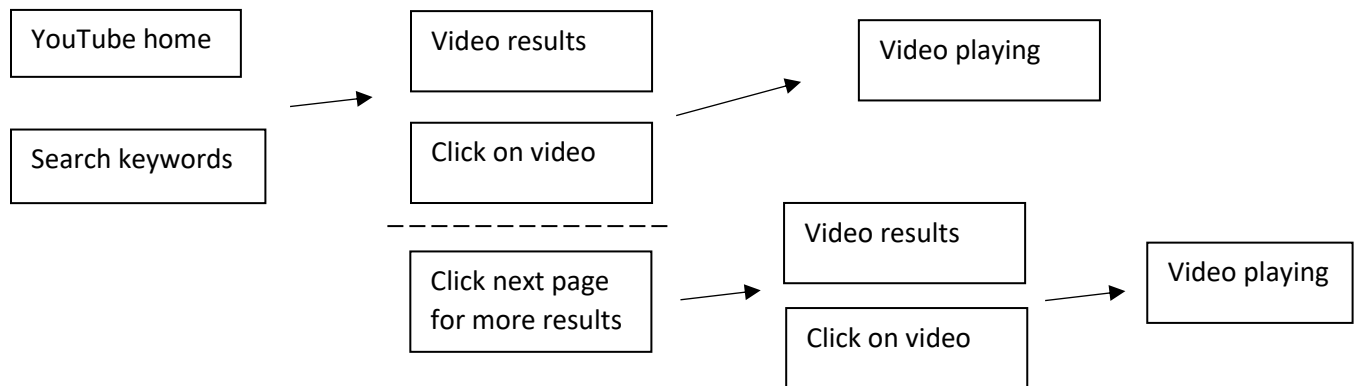 YouTube home
Search keywords
Video results
Click on video
Click next page
for more results
Video playing
Video results
Click on video
Video playing